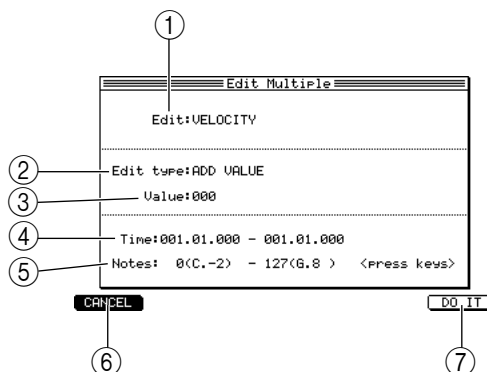 ①
Edit Multiple
Edit:VELOCITY
② Edit type:ADD VALUE
③ Value:000
④ Time:001.01.000 - 001.01.000
⑤ Notes: 0(C.-2) - 127(G.8 ) <press keys>
CANCEL DO IT
⑥ ⑦